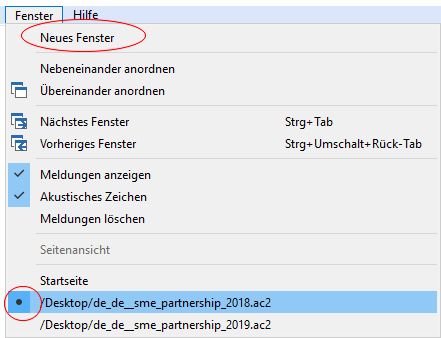 Fenster Hilfe
Neues Fenster
Nebeneinander anordnen
Übereinander anordnen
Nächstes Fenster Strg+Tab
Vorheriges Fenster Strg+Umschalt+Rück-Tab
Meldungen anzeigen
Akustisches Zeichen
Meldungen löschen
Seitenansicht
Startseite
/Desktop/de_de__sme_partnership_2018.ac2
/Desktop/de_de__sme_partnership_2019.ac2